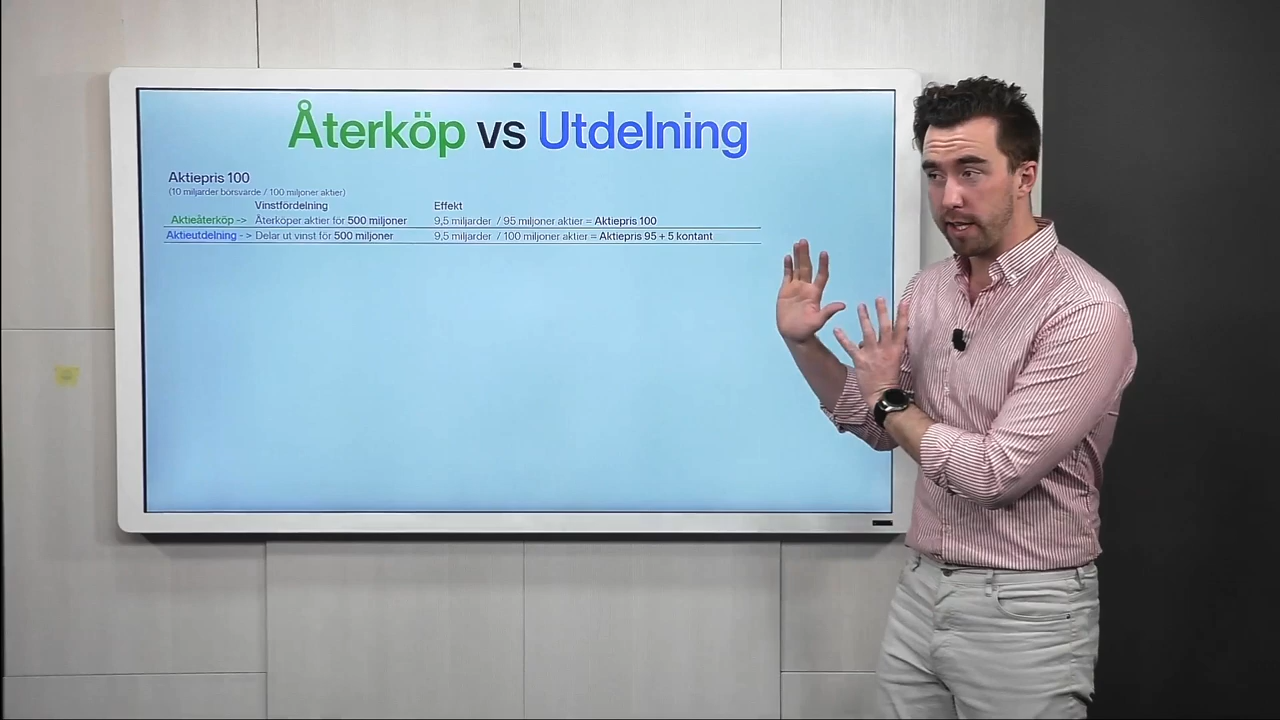 Återköp vs Utdelning
Aktiepris 100
(10 miljarder börsvärde / 100 miljoner aktier)
Vinstfördelning Effekt
Aktieåterköp -> Återköper aktier för 500 miljoner 9,5 miljarder / 95 miljoner aktier = Aktiepris 100
Aktieutdelning - > Delar ut vinst för 500 miljoner 9,5 miljarder / 100 miljoner aktier = Aktiepris 95 + 5 kontant